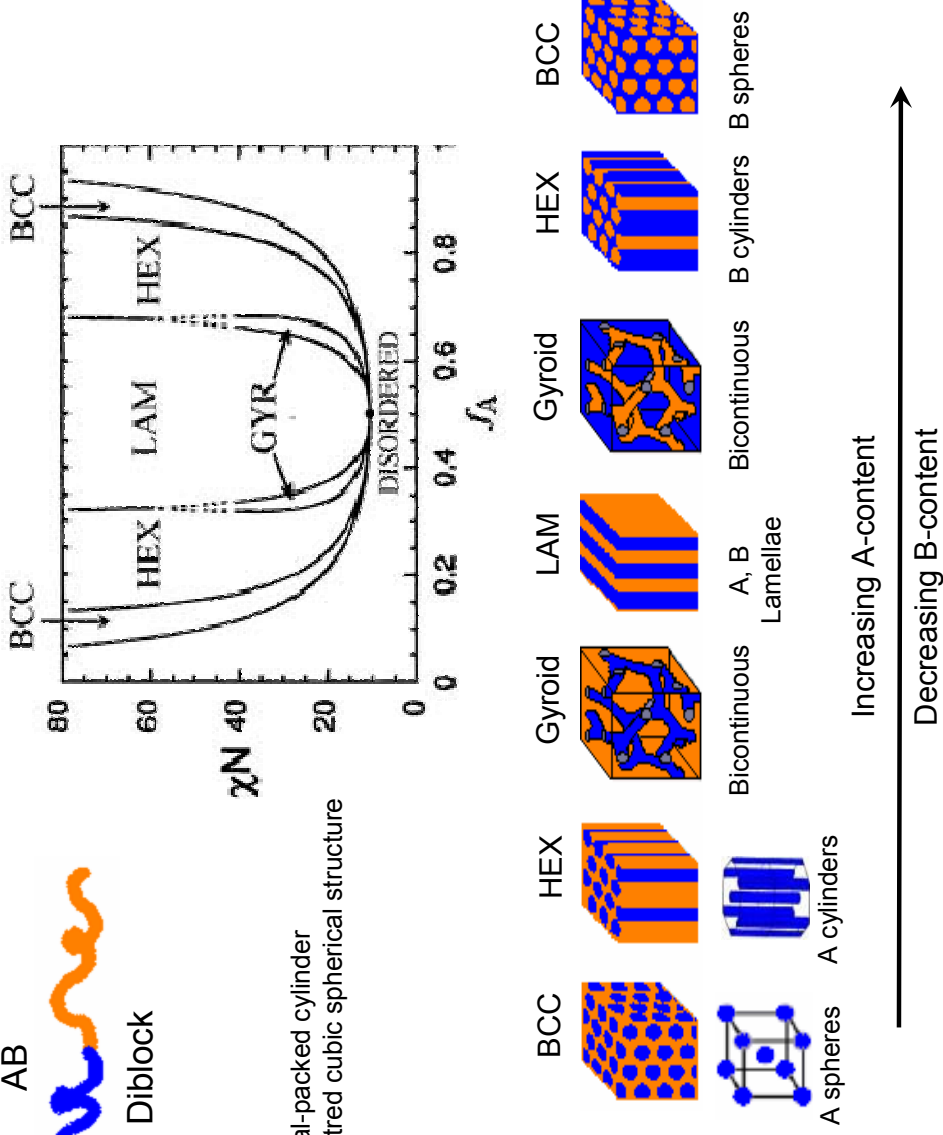 AB
Diblock
BCC
BCC
HEX
LAM
HEX
GYR
DISORDERED
80
60
40
20
0
χN
0
0.2
0.4
0.6
0.8
fA
tred cubic spherical structure
al-packed cylinder
BCC
HEX
Gyroid
LAM
Gyroid
HEX
BCC
A spheres
A cylinders
Bicontinuous
A, B
Lamellae
Bicontinuous
B cylinders
B spheres
Increasing A-content
Decreasing B-content